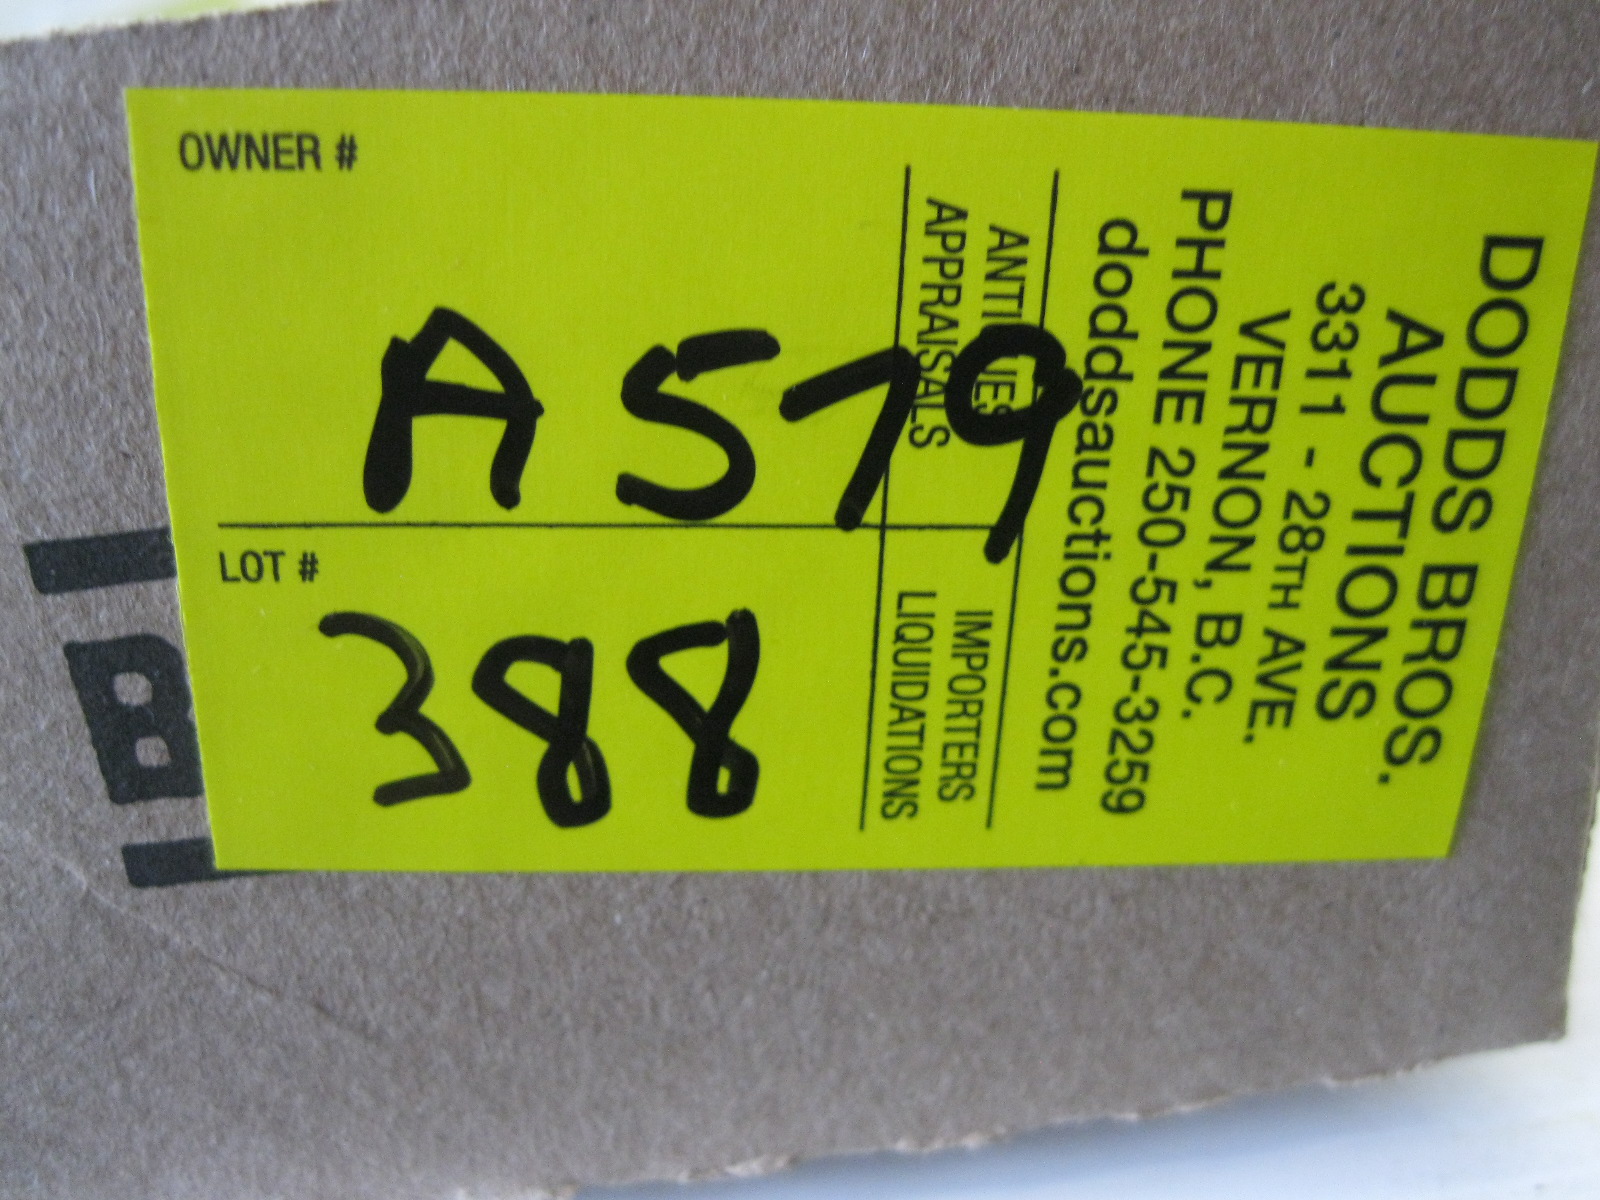 OWNER #
A579
LOT #
388
DODDS BROS.
AUCTIONS
3311 - 28TH AVE.
VERNON, B.C.
PHONE 250-545-3259
doddsauctions.com
ANTIQUES IMPORTERS
APPRAISALS LIQUIDATIONS